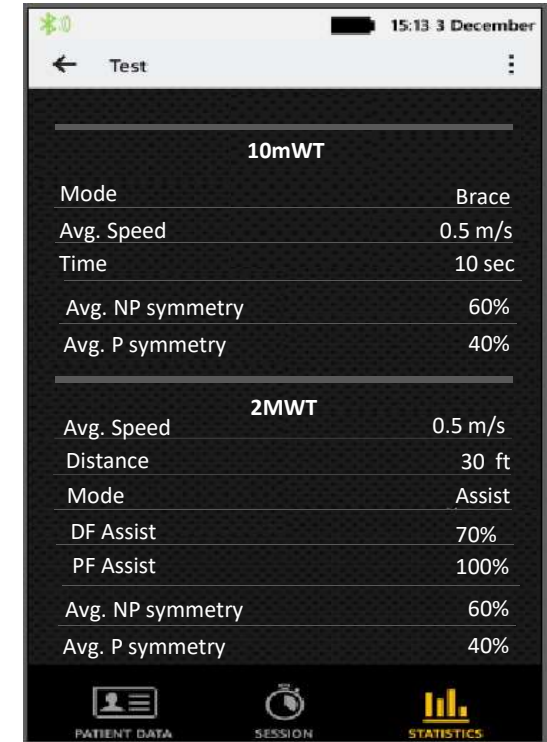 15:13 3 December
Test
10mWT
Mode Brace
Avg. Speed 0.5 m/s
Time 10 sec
Avg. NP symmetry 60%
Avg. P symmetry 40%
2MWT
Avg. Speed 0.5 m/s
Distance 30 ft
Mode Assist
DF Assist 70%
PF Assist 100%
Avg. NP symmetry 60%
Avg. P symmetry 40%
PATIENT DATA SESSION STATISTICS